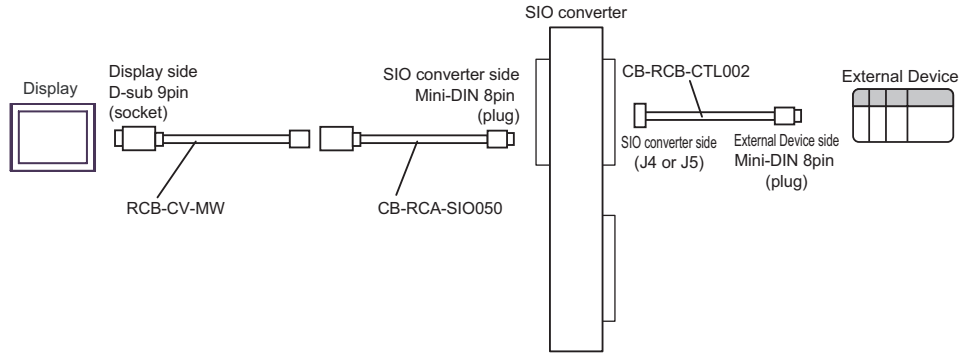 SIO converter
Display
Display side
D-sub 9pin
(socket)
RCB-CV-MW
SIO converter side
Mini-DIN 8pin
(plug)
CB-RCA-SIO050
CB-RCB-CTL002
SIO converter side
(J4 or J5)
External Device side
Mini-DIN 8pin
(plug)
External Device